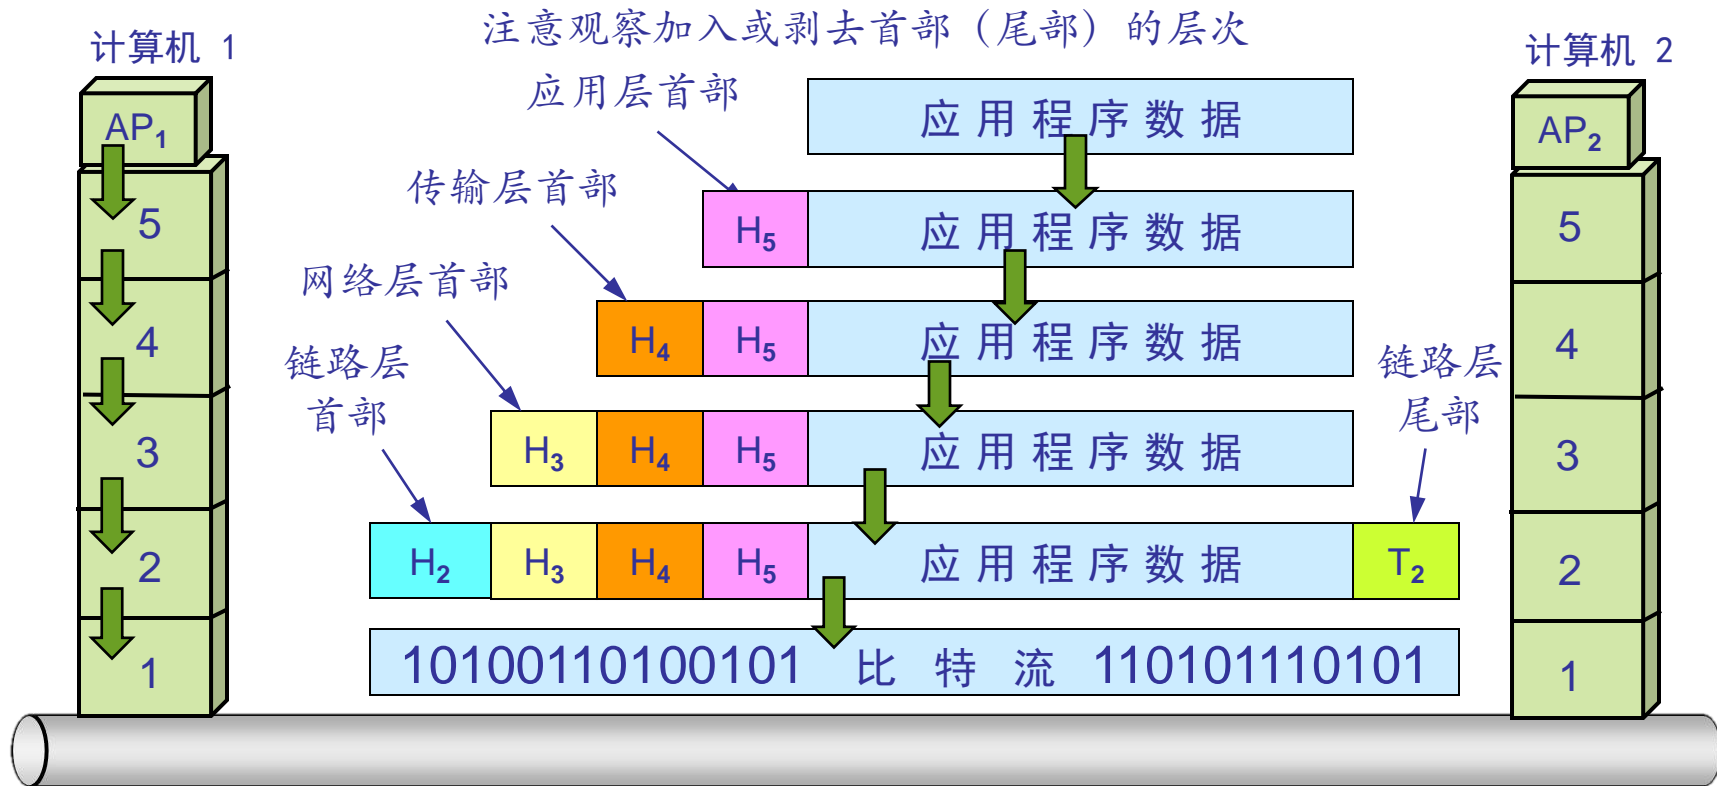 注意观察加入或剥去首部（尾部）的层次
计算机 1
计算机 2
AP1
5
4
3
2
1
应用层首部
传输层首部
网络层首部
链路层
首部
应用程序数据
H5 应用程序数据
H4 H5 应用程序数据
H3 H4 H5 应用程序数据
H2 H3 H4 H5 应用程序数据 T2
10100110100101 比特流 110101110101
链路层
尾部
AP2
5
4
3
2
1